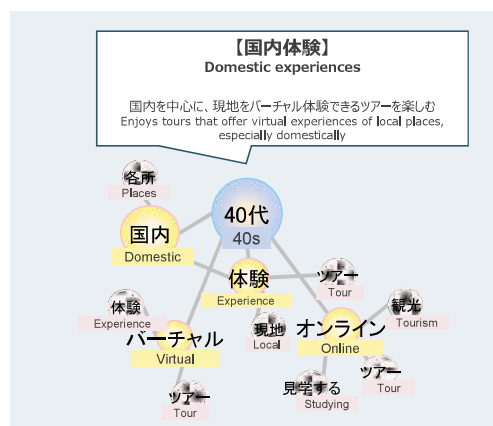 【国内体験】
Domestic experiences
国内を中心に、現地をバーチャル体験できるツアーを楽しむ
Enjoys tours that offer virtual experiences of local places,
especially domestically
各所
Places
40代
40s
国内
Domestic
体験
Experience
ツアー
Tour
体験
Experience
バーチャル
Virtual
現地
Local
オンライン
Online
観光
Tourism
ツアー
Tour
見学する
Studying
ツアー
Tour